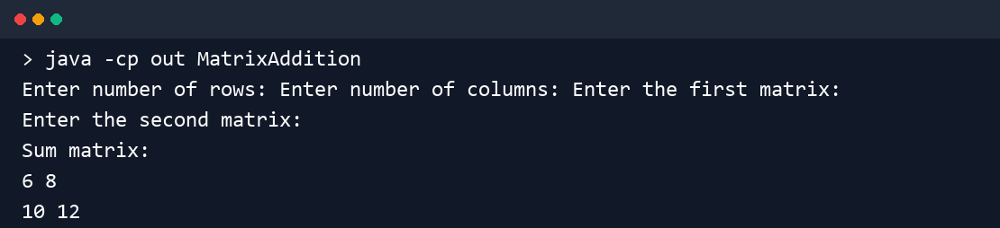 > java -cp out MatrixAddition
Enter number of rows: Enter number of columns: Enter the first matrix:
Enter the second matrix:
Sum matrix:
6 8
10 12